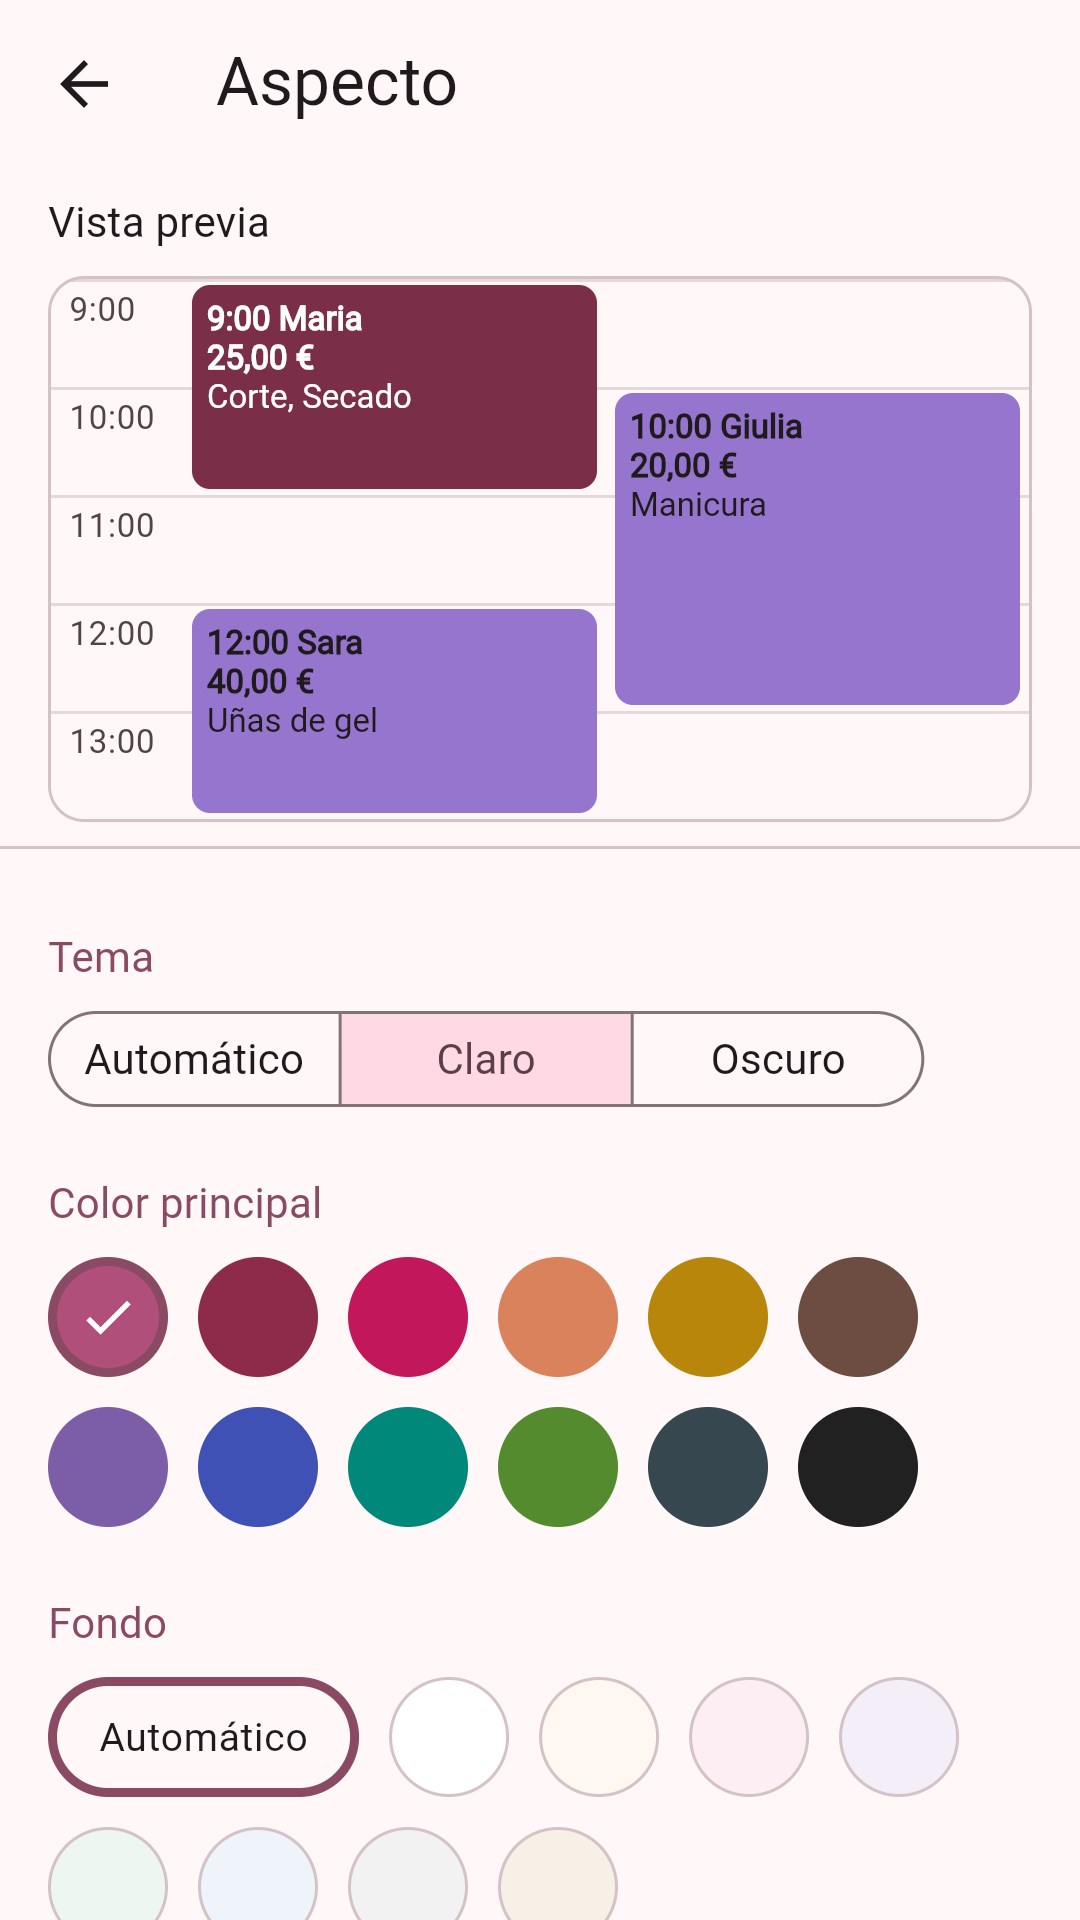 Aspecto
Vista previa
9:00
9:00 Maria
25,00 €
Corte, Secado
10:00
10:00 Giulia
20,00 €
Manicura
11:00
12:00
12:00 Sara
40,00 €
Uñas de gel
13:00
Tema
Automático
Claro
Oscuro
Color principal
Fondo
Automático